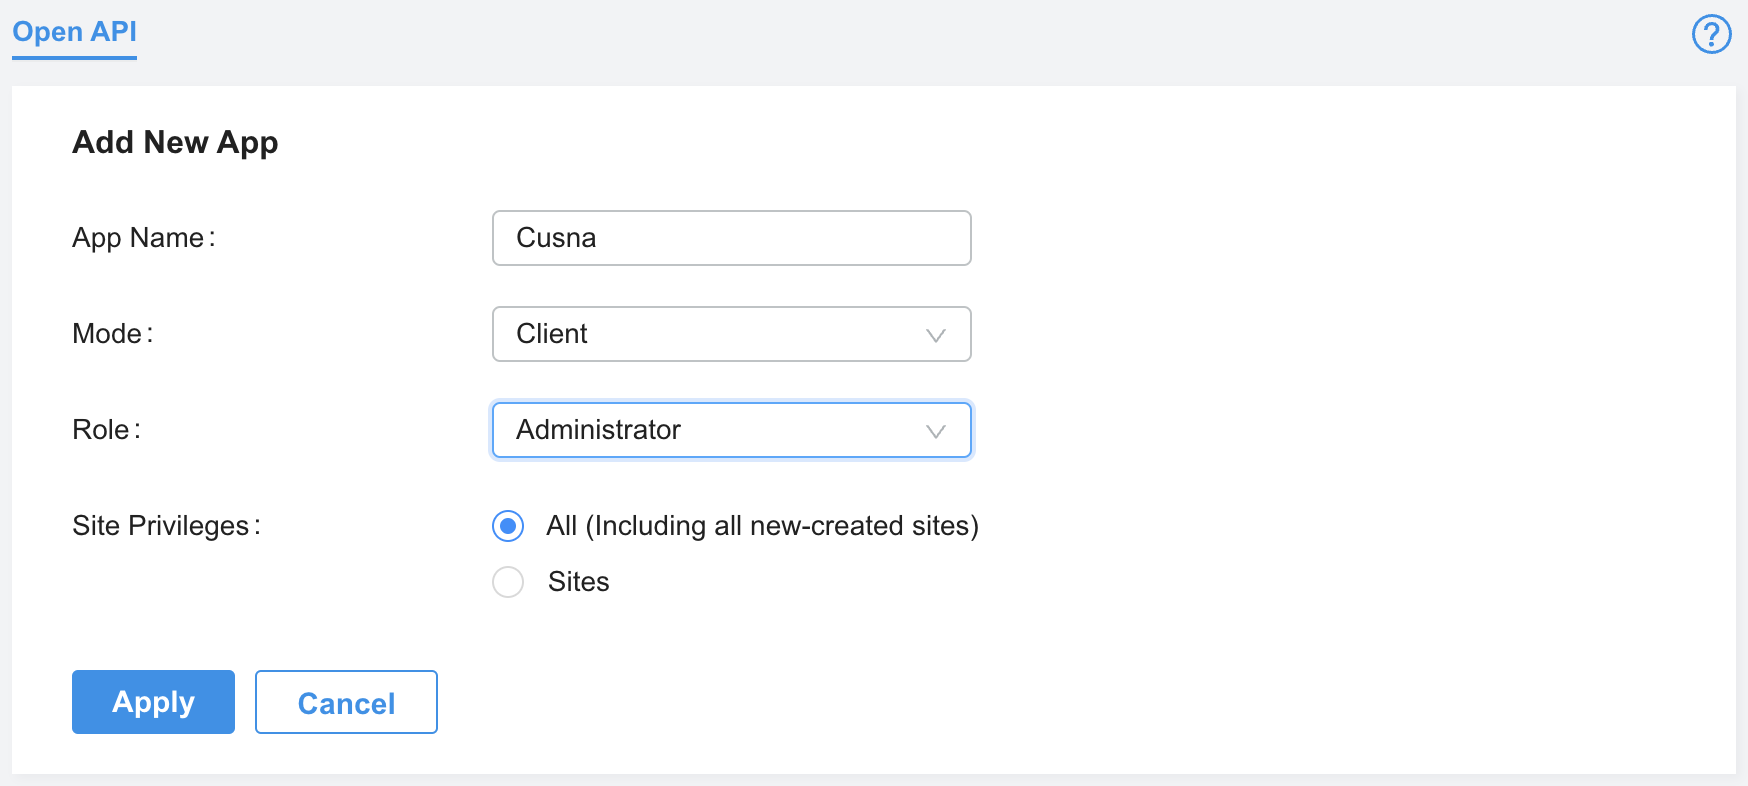 Open API
?
Add New App
App Name:
Cusna
Mode:
Client
Role:
Administrator
Site Privileges:
All (Including all new-created sites)
Sites
Apply
Cancel